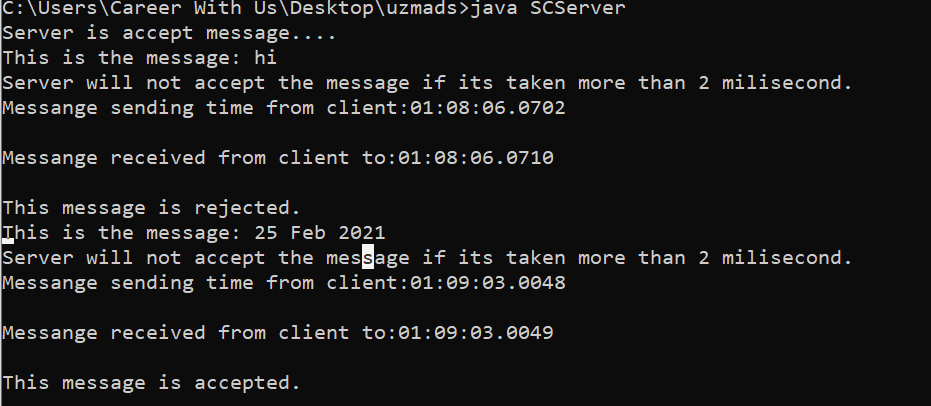 C:\Users\Career With Us\Desktop\uzmads>java SCServer
Server is accept message....
This is the message: hi
Server will not accept the message if its taken more than 2 milisecond.
Messange sending time from client:01:08:06.0702
Messange received from client to:01:08:06.0710
This message is rejected.
This is the message: 25 Feb 2021
Server will not accept the message if its taken more than 2 milisecond.
Messange sending time from client:01:09:03.0048
Messange received from client to:01:09:03.0049
This message is accepted.